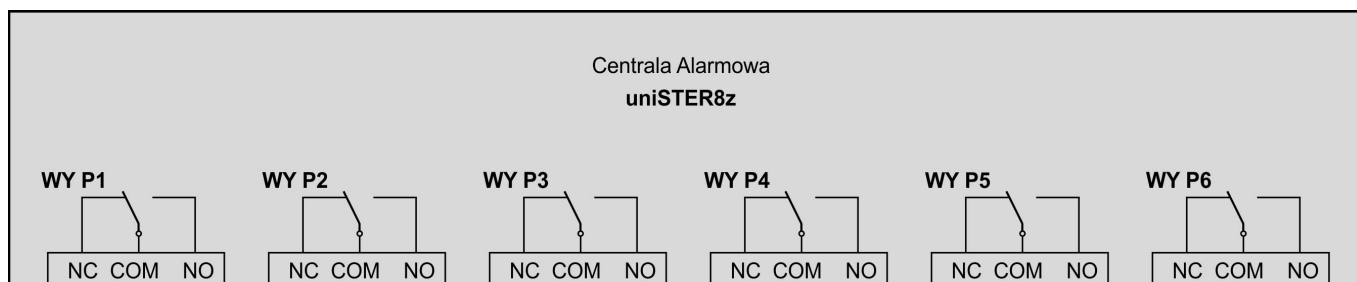 Centrala Alarmowa
uniSTER8z
WY P1 WY P2 WY P3 WY P4 WY P5 WY P6
NC COM NO NC COM NO NC COM NO NC COM NO NC COM NO NC COM NO